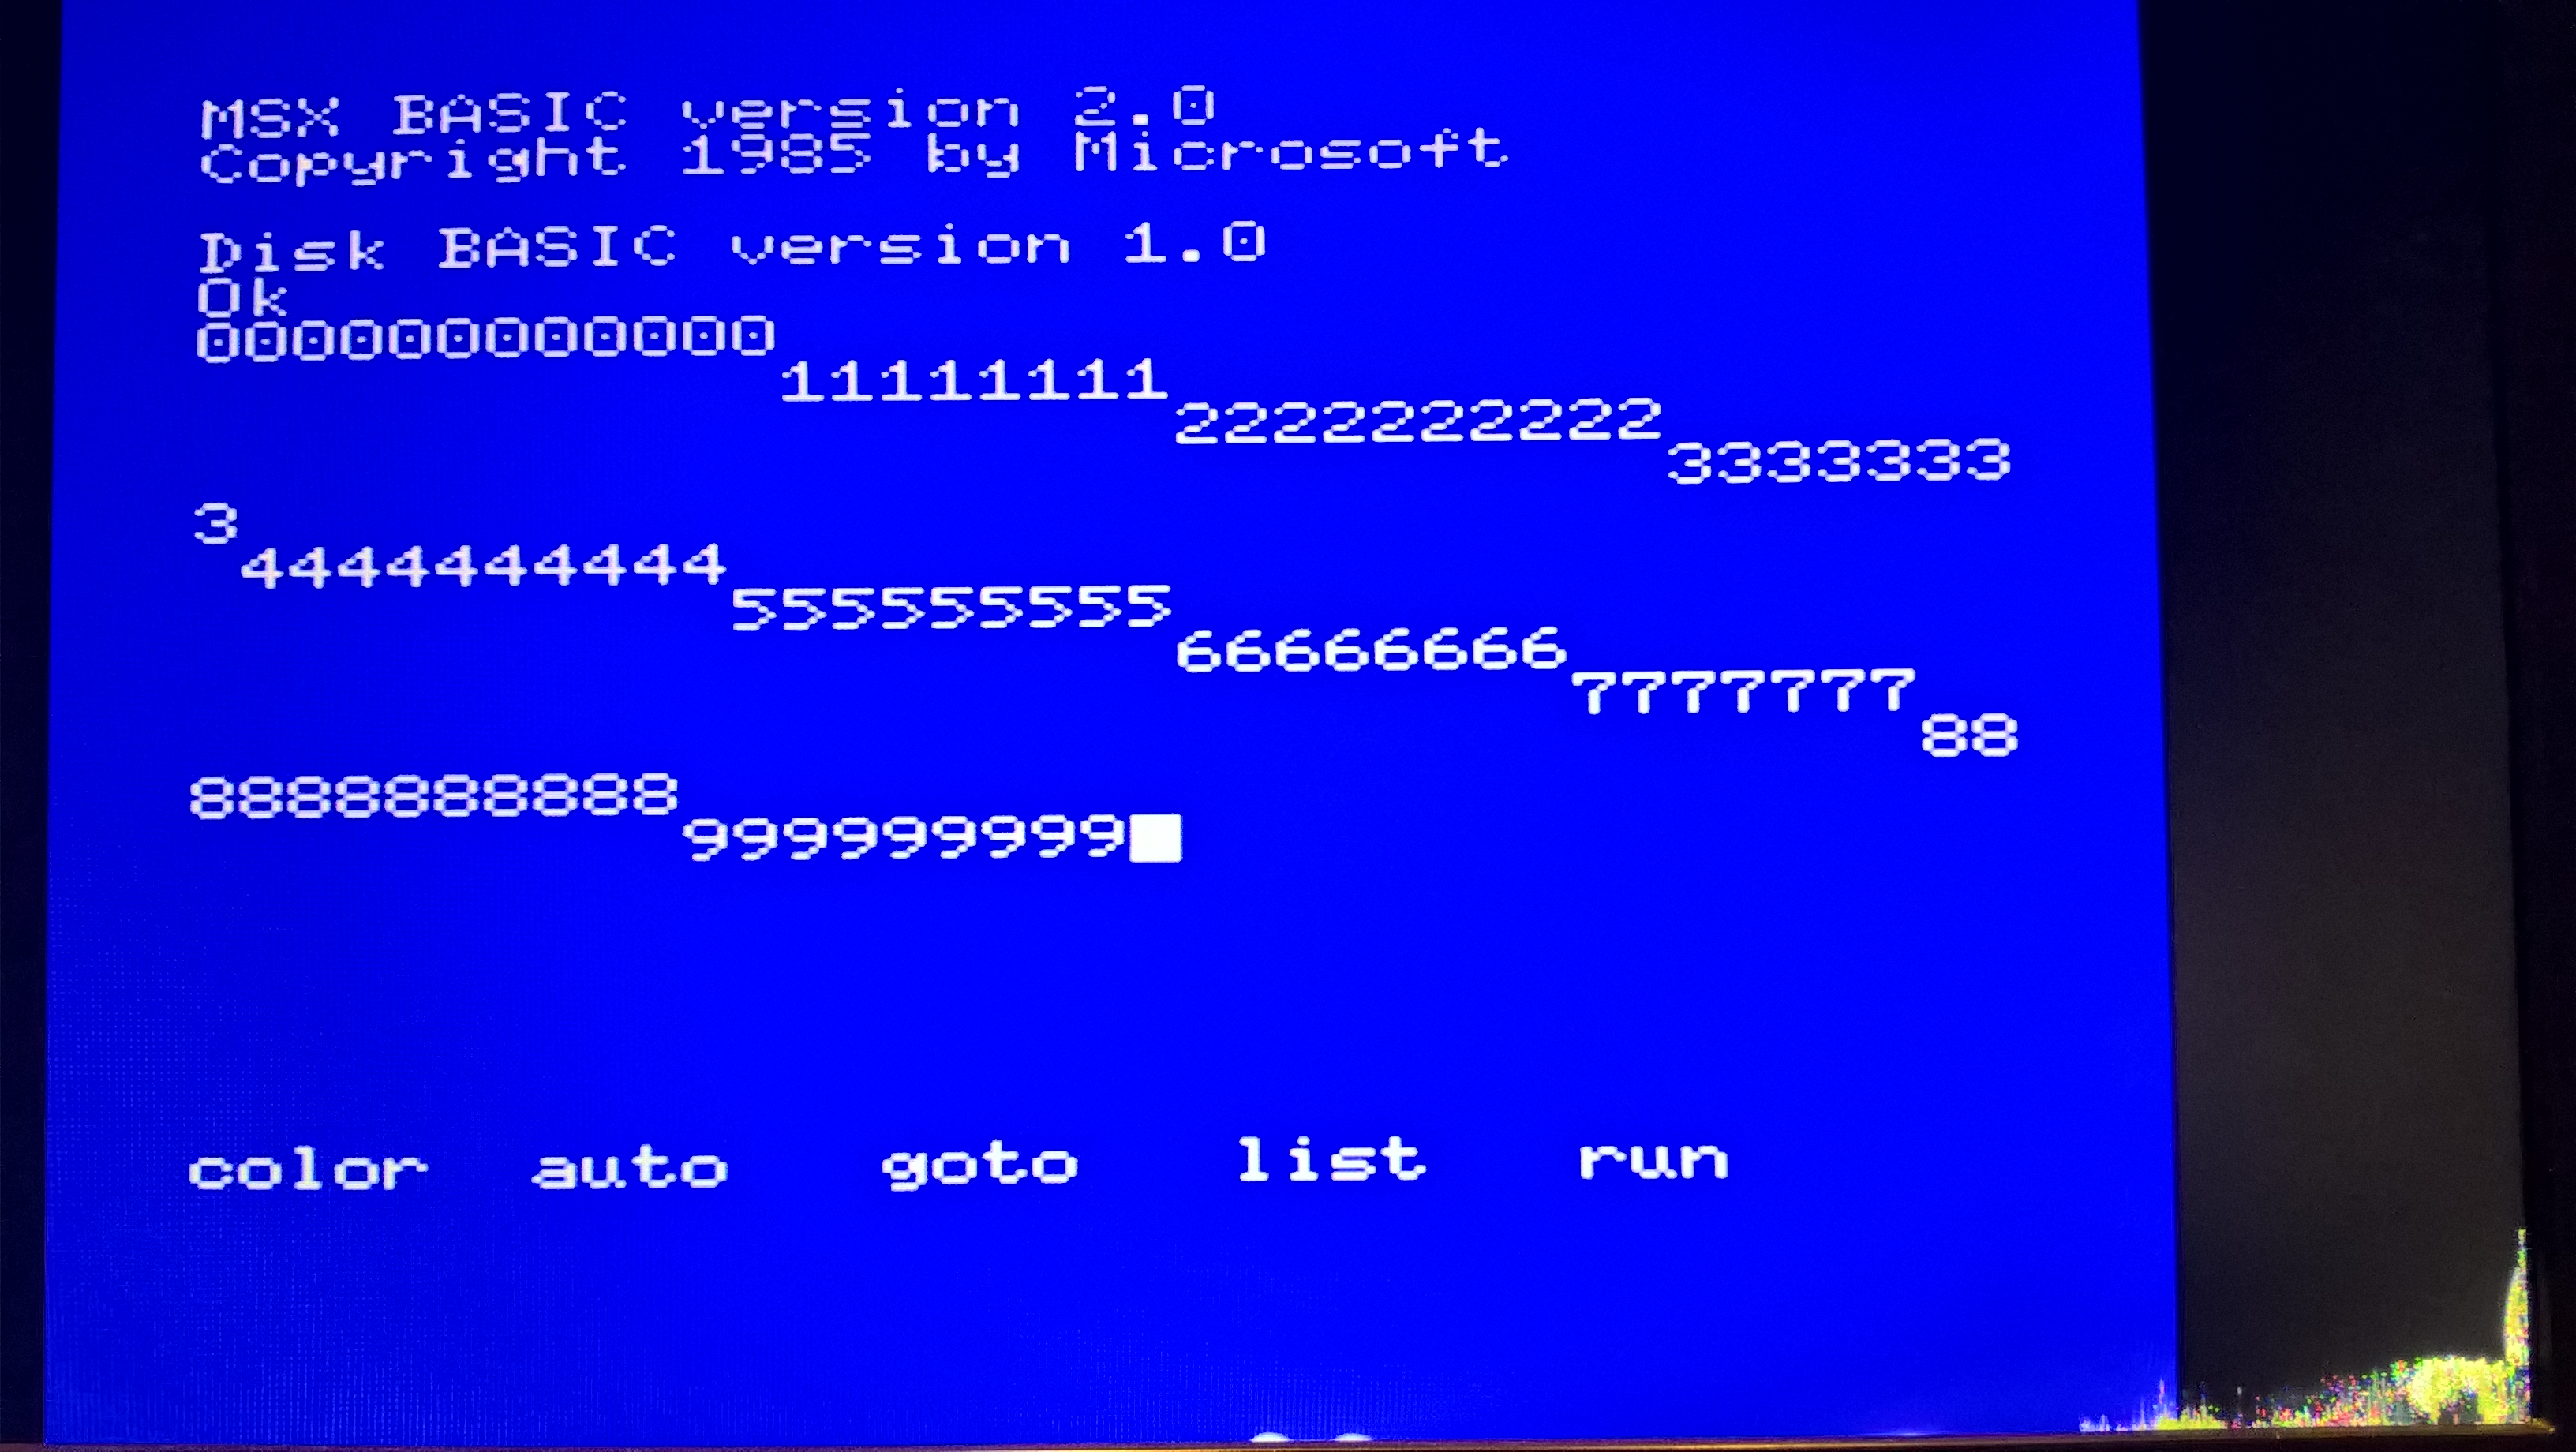 MSX BASIC version 2.0
Copyright 1985 by Microsoft
Disk BASIC version 1.0
Ok
000000000000
11111111
2222222222
3333333
3
4444444444
555555555
66666666
7777777
88
8888888888
999999999
color auto goto list run